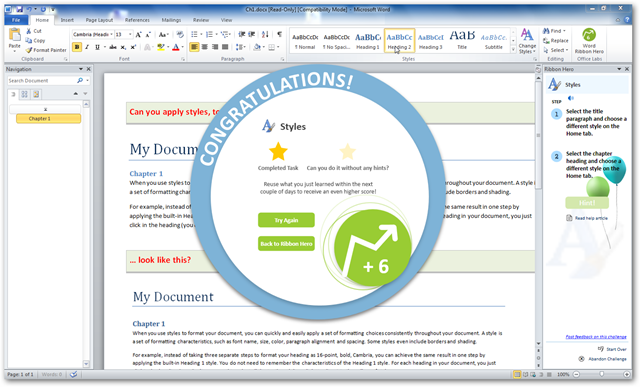 Ch1.docx [Read-Only] [Compatibility Mode] - Microsoft Word
File Home Insert Page Layout References Mailings Review View
Cut
Copy
Format Painter
Paste
Clipboard
Cambria (Headi 13
Font
Paragraph
AaBbCcDc AaBbCcDc AaBbCc AaBbCc AaBbCcI AaB AaBbCc
¶ Normal ¶ No Spac... Heading 1 Heading 2 Heading 3 Title Subtitle
Change Styles
Styles
Find
Replace
Select
Editing
Word Ribbon Hero
Office Labs
Navigation
Search Document
Chapter 1
Can you apply styles, to
My Docum
Chapter 1
When you use styles to
a set of formatting charac
include borders and shading.
For example, instead of
same result in one step by
applying the built-in Head
heading in your document, you just
click in the heading (you
... look like this?
My Document
Chapter 1
When you use styles to format your document, you can quickly and easily apply a set of formatting choices consistently throughout your document. A style is
a set of formatting characteristics, such as font name, size, color, paragraph alignment and spacing. Some styles even include borders and shading.
For example, instead of taking three separate steps to format your heading as 16-point, bold, Cambria, you can achieve the same result in one step by
applying the built-in Heading 1 style. You do not need to remember the characteristics of the Heading 1 style. For each heading in your document, you just
CONGRATULATIONS!
Styles
Completed Task
Can you do it without any hints?
Reuse what you just learned within the next
couple of days to receive an even higher score!
Try Again
Back to Ribbon Hero
+ 6
Ribbon Hero
Styles
STEP
1 Select the title
paragraph and choose a
different style on the
Home tab.
2 Select the chapter
heading and choose a
different style on the
Home tab.
Hint!
Read help article
Fast feedback on this challenge
Start Over
Abandon Challenge
Page: 1 of 1 Words: 0
100%